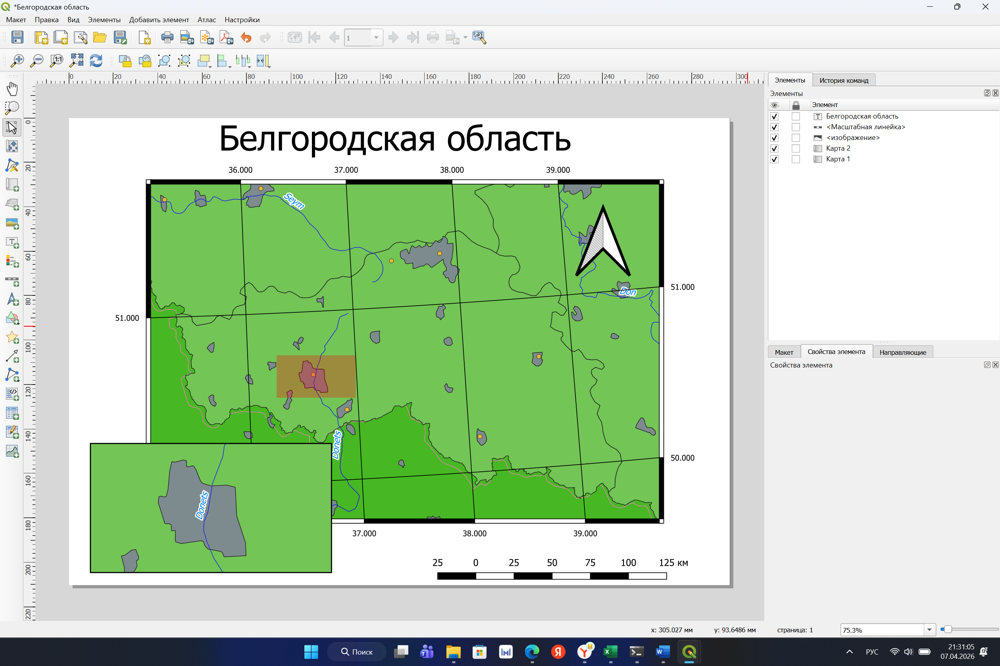 *Белгородская область
Макет Правка Вид Элементы Добавить элемент Атлас Настройки
1
1:1
0 20 40 60 80 100 120 140 160 180 200 220 240 260 280 300
0 20 40 60 80 100 120 140 160 180 200 220
Белгородская область
36.000 37.000 38.000 39.000
Seym
51.000
Don
51.000
Donets
50.000
Donets
37.000 38.000 39.000
25 0 25 50 75 100 125 км
Элементы История команд
Элементы
Элемент
T Белгородская область
<Масштабная линейка>
<изображение>
Карта 2
Карта 1
Макет Свойства элемента Направляющие
Свойства элемента
x: 305.027 мм y: 93.6486 мм страница: 1 75.3%
Поиск
РУС
21:31:05
07.04.2026